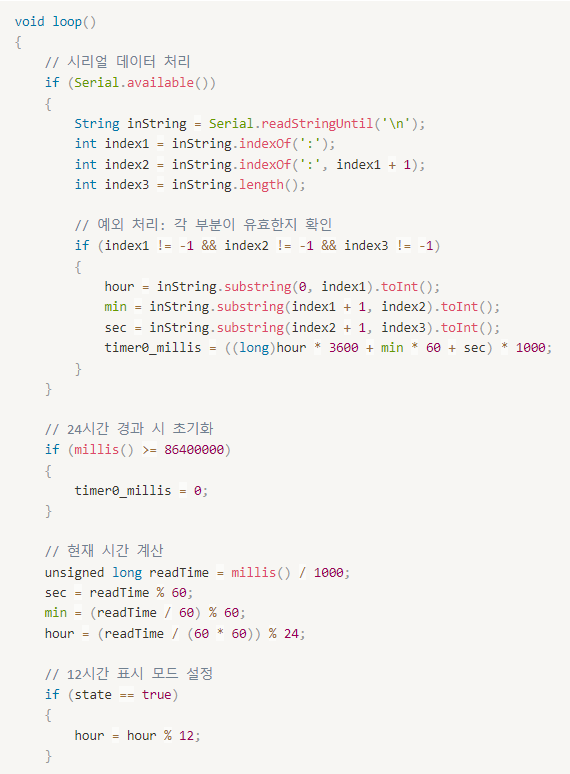 void loop()
{
    // 시리얼 데이터 처리
    if (Serial.available())
    {
        String inString = Serial.readStringUntil('\n');
        int index1 = inString.indexOf(':');
        int index2 = inString.indexOf(':', index1 + 1);
        int index3 = inString.length();

        // 예외 처리: 각 부분이 유효한지 확인
        if (index1 != -1 && index2 != -1 && index3 != -1)
        {
            hour = inString.substring(0, index1).toInt();
            min = inString.substring(index1 + 1, index2).toInt();
            sec = inString.substring(index2 + 1, index3).toInt();
            timer0_millis = ((long)hour * 3600 + min * 60 + sec) * 1000;
        }
    }

    // 24시간 경과 시 초기화
    if (millis() >= 86400000)
    {
        timer0_millis = 0;
    }

    // 현재 시간 계산
    unsigned long readTime = millis() / 1000;
    sec = readTime % 60;
    min = (readTime / 60) % 60;
    hour = (readTime / (60 * 60)) % 24;

    // 12시간 표시 모드 설정
    if (state == true)
    {
        hour = hour % 12;
    }